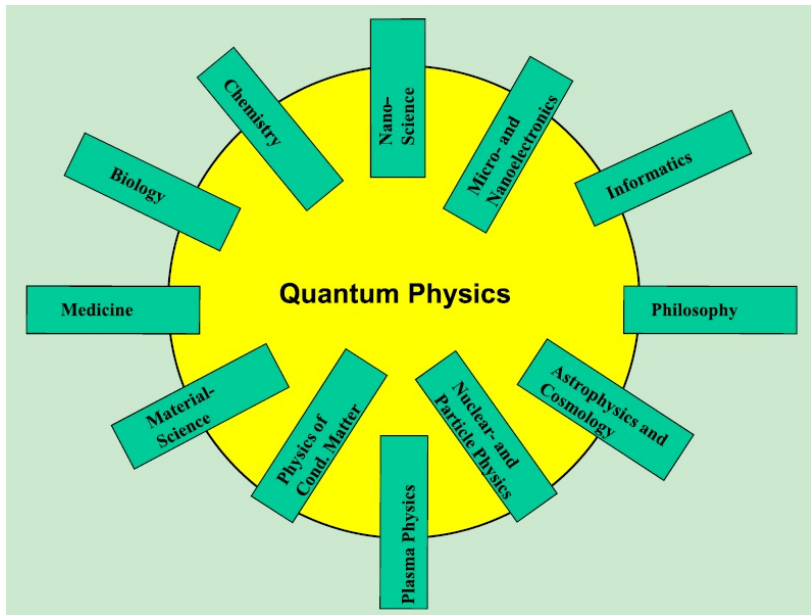 Nano–
Science
Micro- and
Nanoelectronics
Chemistry
Informatics
Biology
Quantum Physics
Medicine
Philosophy
Material-
Science
Physics of
Cond. Matter
Nuclear- and
Particle Physics
Astrophysics and
Cosmology
Plasma Physics